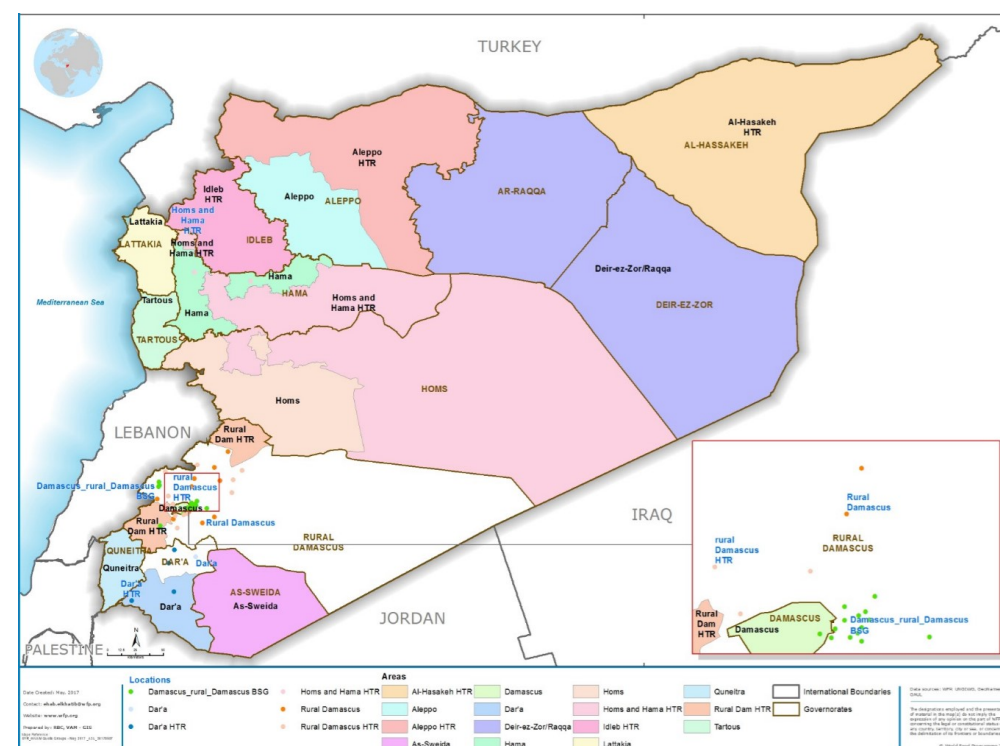 TURKEY
Al-Hasakeh
HTR
AL-HASSAKEH
Aleppo
HTR
Idleb
HTR
Aleppo
ALEPPO
AR-RAQQA
Homs and
Hama
HTR
Lattakia
LATTAKIA
IDLEB
Homs and
Hama HTR
Deir-ez-Zor/Raqqa
Hama
HAMA
Homs and
Hama HTR
Mediterranean Sea
Tartous
Hama
DEIR-EZ-ZOR
TARTOUS
HOMS
Homs
LEBANON
Rural
Dam HTR
rural
Damascus
HTR
Damascus_rural_Damascus
BSG
Damascus
Rural Damascus
Rural
Dam HTR
IRAQ
RURAL
DAMASCUS
QUNEITRA
DAR'A
Dar'a
Quneitra
Dar'a
HTR
Dar'a
AS-SWEIDA
As-Sweida
JORDAN
PALESTINE
N
Rural
Damascus
rural
Damascus
HTR
RURAL
DAMASCUS
Rural
Dam
HTR
Damascus
DAMASCUS
Damascus_rural_Damascus
BSG
Locations
Damascus_rural_Damascus BSG
Dar'a
Dar'a HTR
Homs and Hama HTR
Rural Damascus
Rural Damascus HTR
Areas
Al-Hasakeh HTR
Aleppo
Aleppo HTR
As-Sweida
Damascus
Dar'a
Deir-ez-Zor/Raqqa
Hama
Homs
Homs and Hama HTR
Idleb HTR
Lattakia
Quneitra
Rural Dam HTR
Tartous
International Boundaries
Governorates
Date Created: May, 2017
Website: www.wfp.org